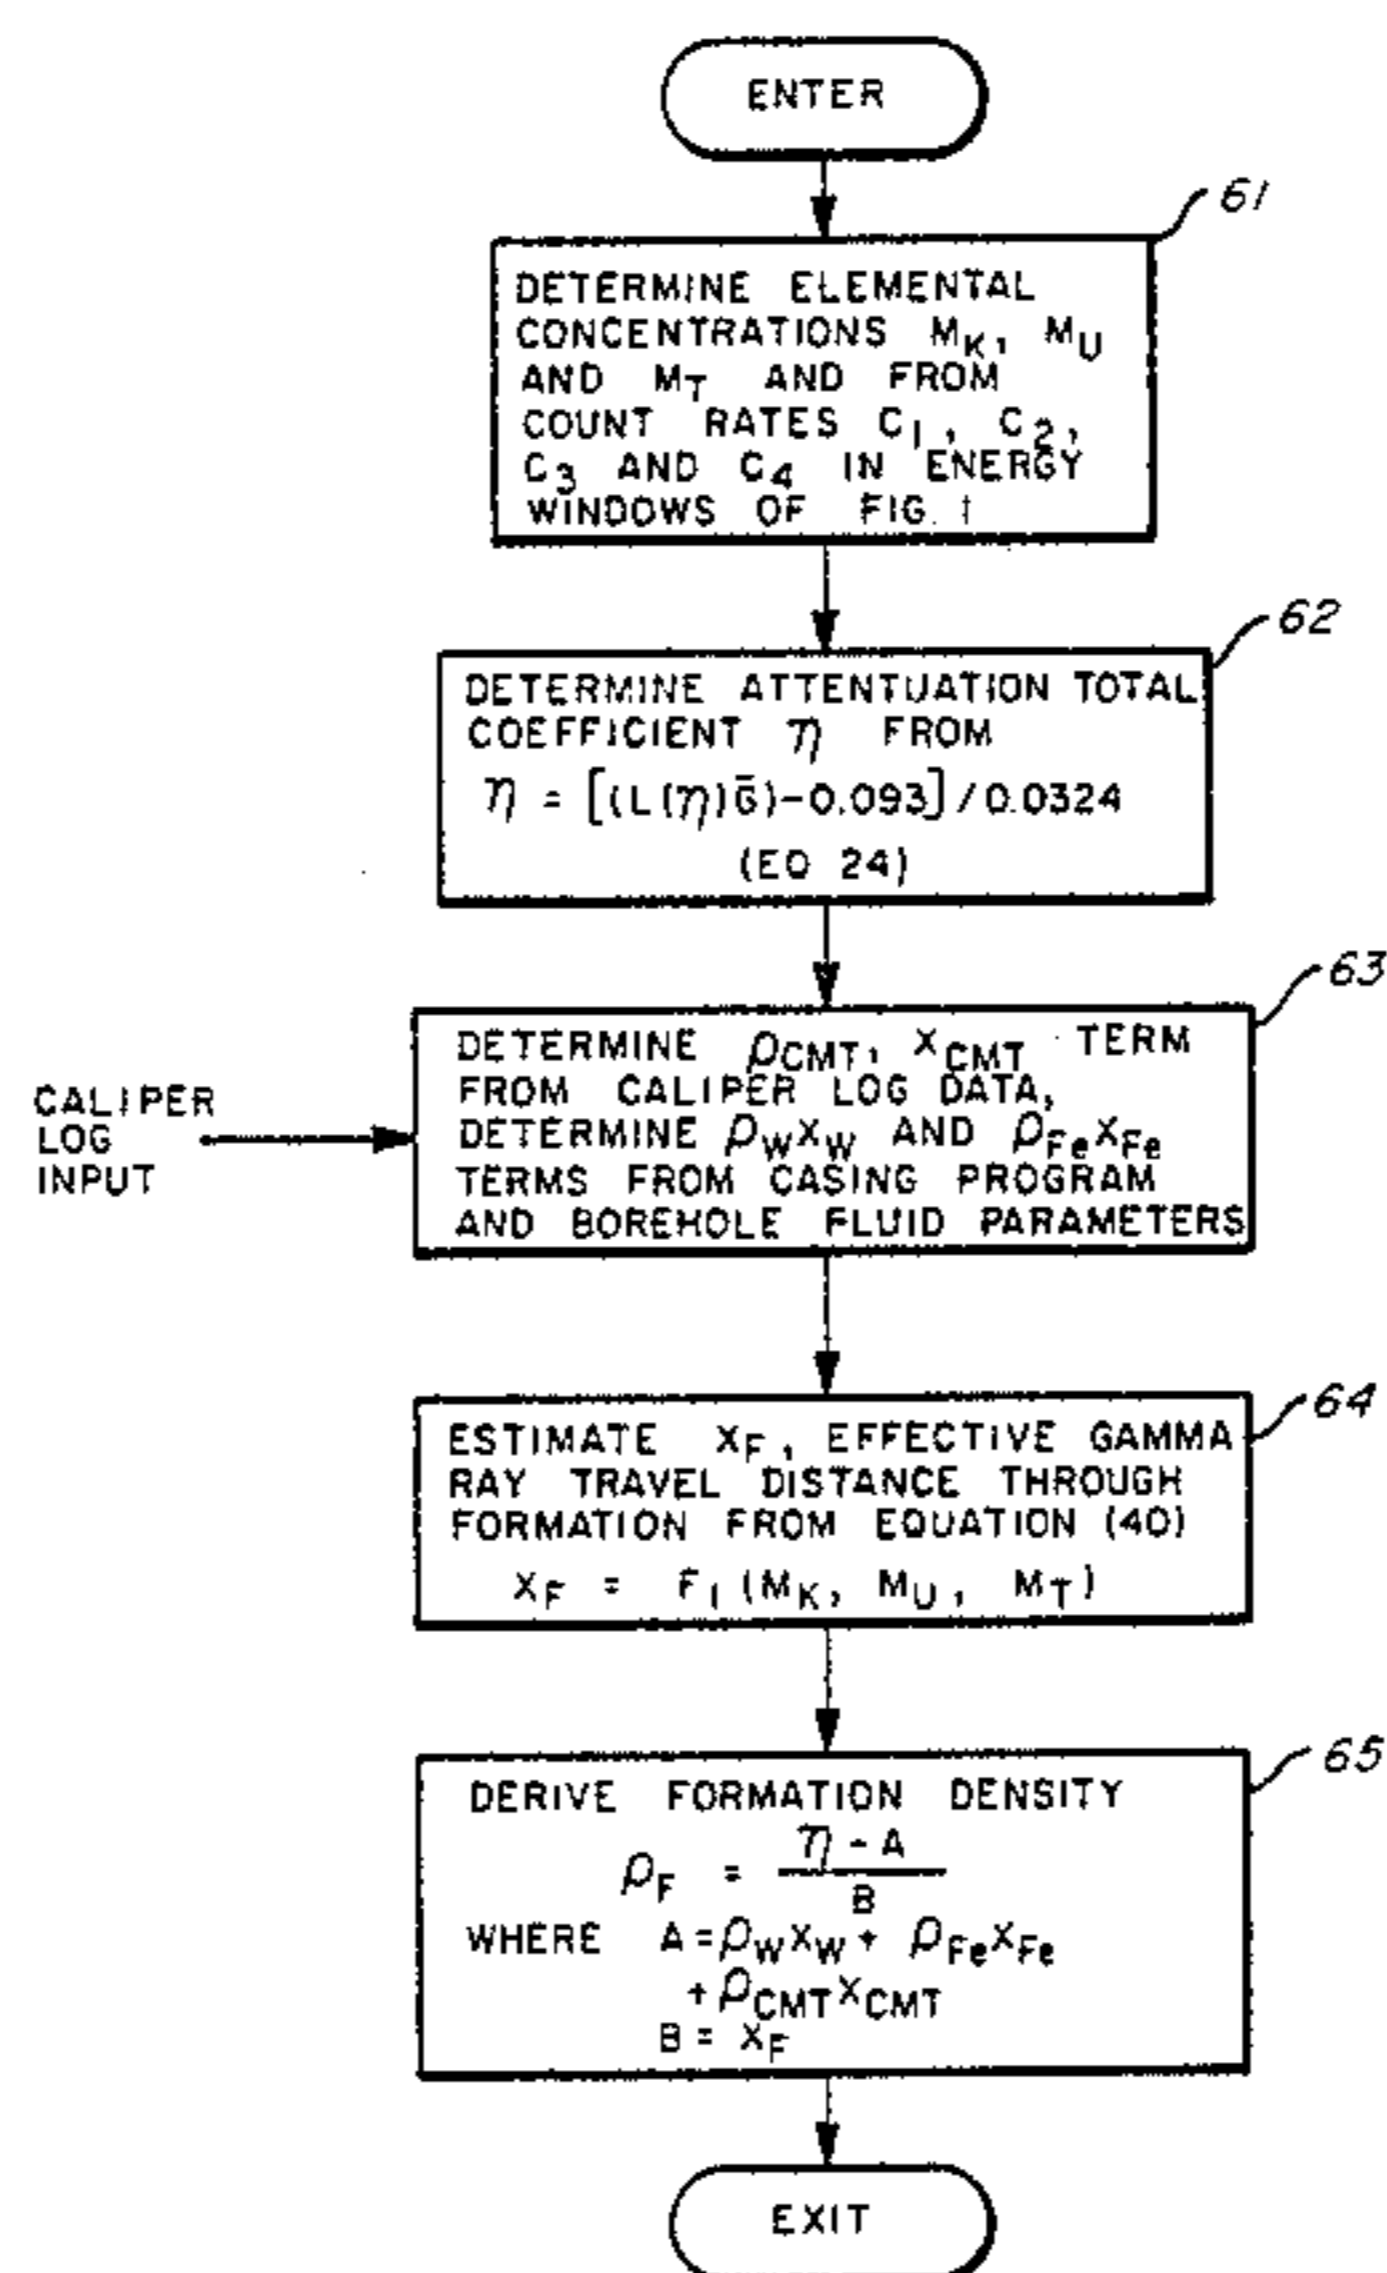 ENTER
61
DETERMINE ELEMENTAL
CONCENTRATIONS M_K, M_U
AND M_T AND FROM
COUNT RATES C_1, C_2,
C_3 AND C_4 IN ENERGY
WINDOWS OF FIG. 1
62
DETERMINE ATTENTUATION TOTAL
COEFFICIENT η FROM
η = [(L(η)Ḡ)-0.093]/0.0324
(EQ 24)
63
CALIPER
LOG
INPUT
DETERMINE ρ_CMT, X_CMT TERM
FROM CALIPER LOG DATA,
DETERMINE ρ_W X_W AND ρ_Fe X_Fe
TERMS FROM CASING PROGRAM
AND BOREHOLE FLUID PARAMETERS
64
ESTIMATE X_F, EFFECTIVE GAMMA
RAY TRAVEL DISTANCE THROUGH
FORMATION FROM EQUATION (40)
X_F = F_1 (M_K, M_U, M_T)
65
DERIVE FORMATION DENSITY
ρ_F = η - A / B
WHERE A = ρ_W X_W + ρ_Fe X_Fe
+ ρ_CMT X_CMT
B = X_F
EXIT